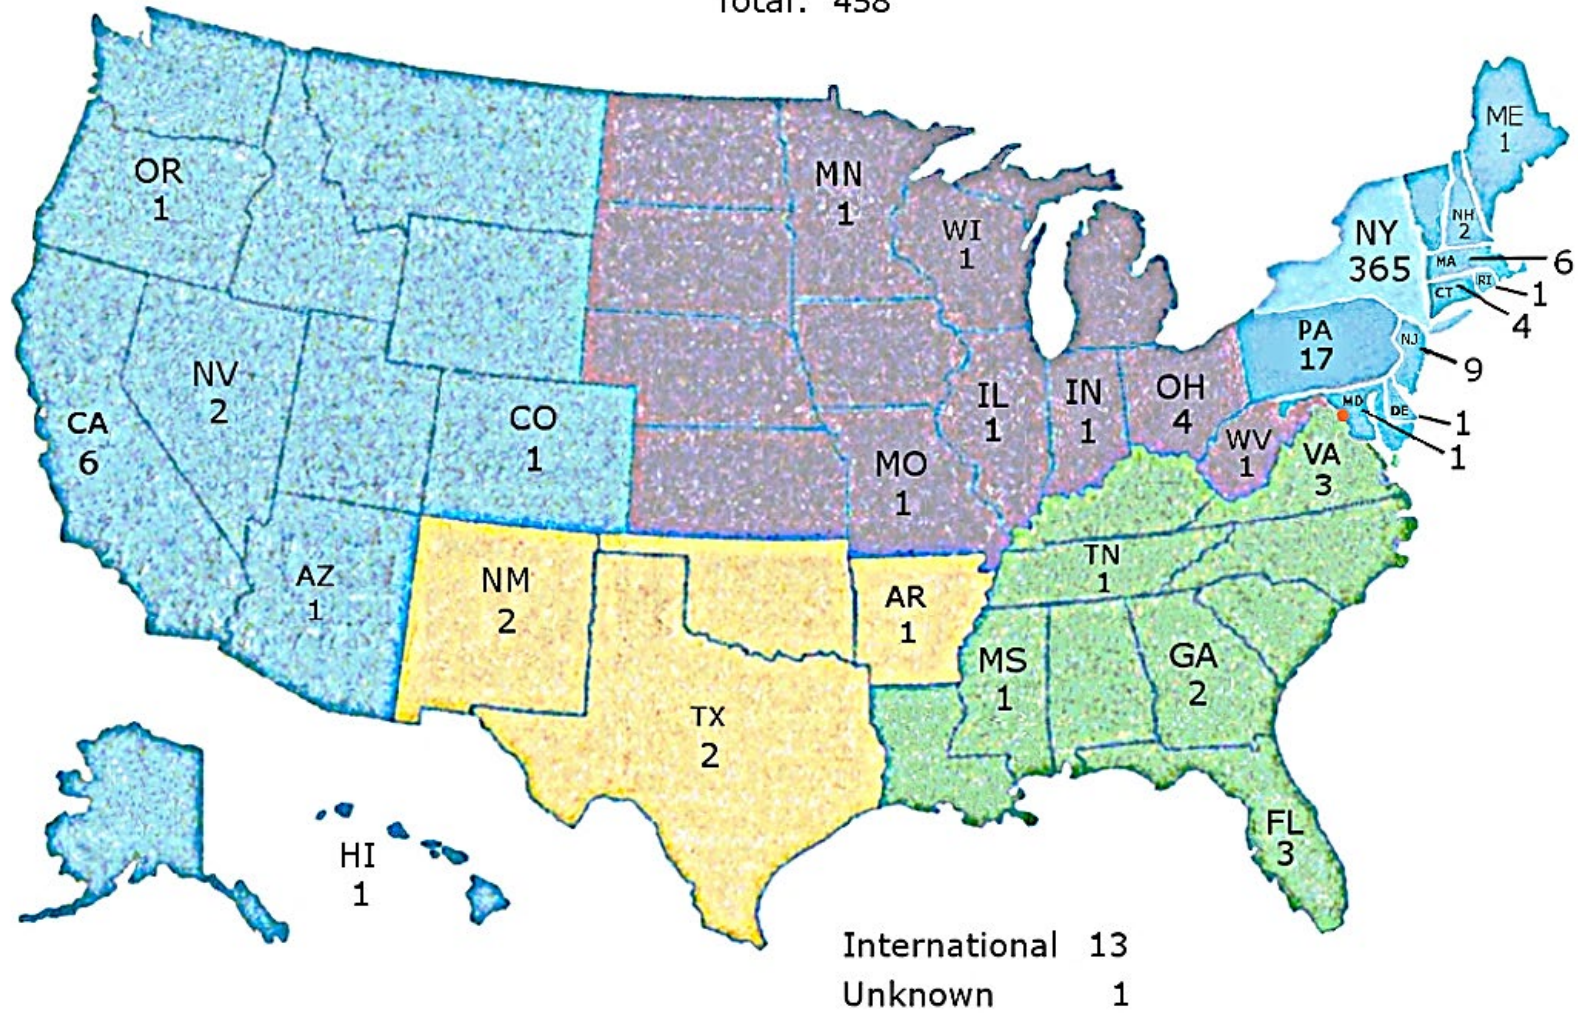 Total: 458
ME
1
OR
1
MN
1
WI
1
NH
2
NY
365
MA
6
RI
1
CT
4
PA
17
NJ
9
NV
2
CA
6
CO
1
IL
1
IN
1
OH
4
MD
1
DE
1
WV
1
VA
3
MO
1
AZ
1
NM
2
AR
1
TN
1
MS
1
GA
2
TX
2
FL
3
HI
1
International 13
Unknown 1